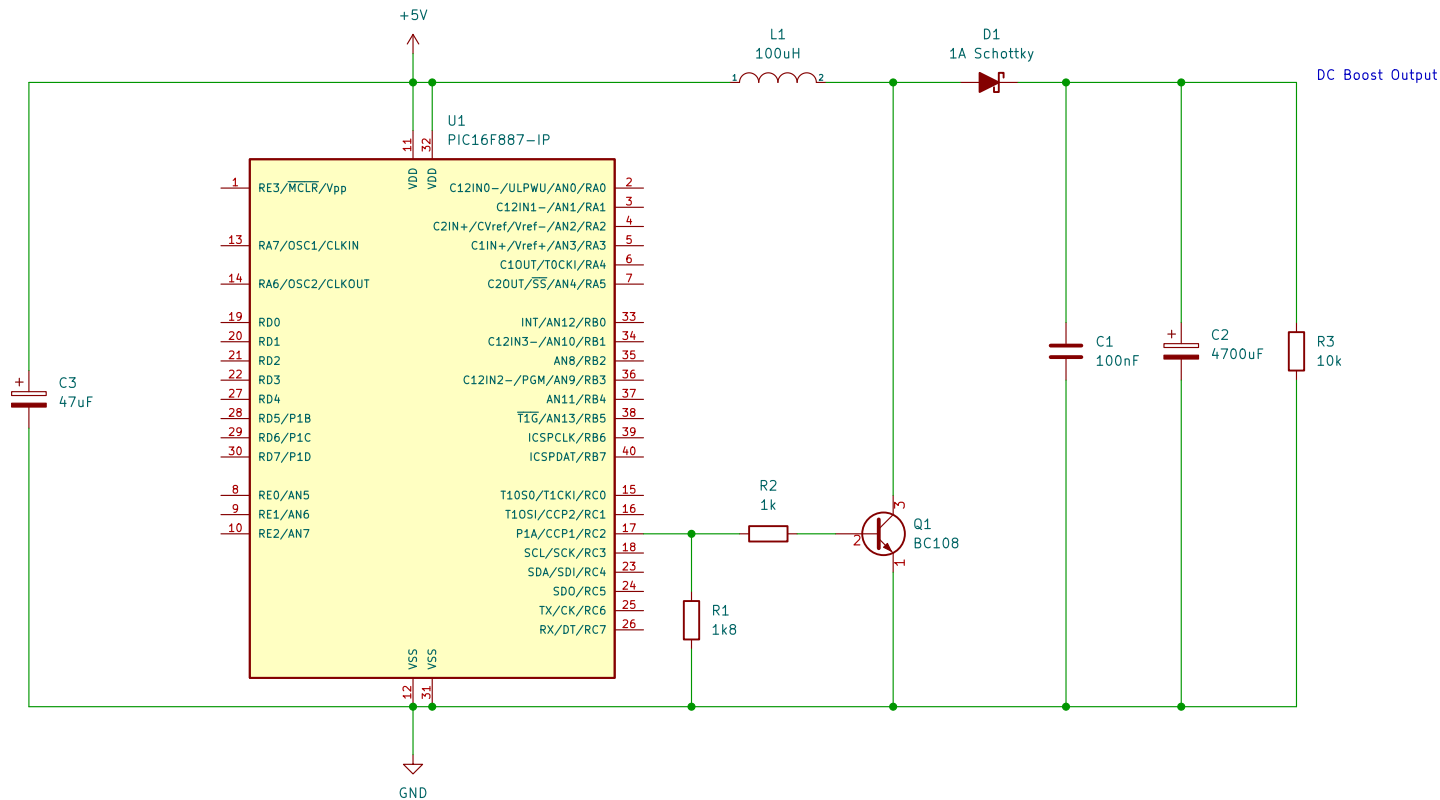 +5V
L1
100uH
1
2
D1
1A Schottky
DC Boost Output
U1
PIC16F887-IP
11
32
VDD
VDD
1
RE3/MCLR/Vpp
13
RA7/OSC1/CLKIN
14
RA6/OSC2/CLKOUT
19
RD0
20
RD1
21
RD2
22
RD3
27
RD4
28
RD5/P1B
29
RD6/P1C
30
RD7/P1D
8
RE0/AN5
9
RE1/AN6
10
RE2/AN7
C12IN0-/ULPWU/AN0/RA0
2
C12IN1-/AN1/RA1
3
C2IN+/CVref/Vref-/AN2/RA2
4
C1IN+/Vref+/AN3/RA3
5
C1OUT/T0CKI/RA4
6
C2OUT/SS/AN4/RA5
7
INT/AN12/RB0
33
C12IN3-/AN10/RB1
34
AN8/RB2
35
C12IN2-/PGM/AN9/RB3
36
AN11/RB4
37
T1G/AN13/RB5
38
ICSPCLK/RB6
39
ICSPDAT/RB7
40
T1OSO/T1CKI/RC0
15
T1OSI/CCP2/RC1
16
P1A/CCP1/RC2
17
SCL/SCK/RC3
18
SDA/SDI/RC4
23
SDO/RC5
24
TX/CK/RC6
25
RX/DT/RC7
26
VSS
VSS
12
31
GND
+
C3
47uF
R2
1k
R1
1k8
3
2
1
Q1
BC108
C1
100nF
+
C2
4700uF
R3
10k